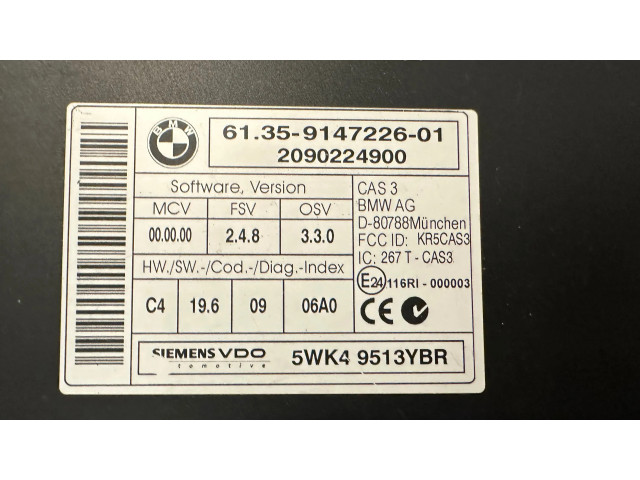 BMW
61.35-9147226-01
2090224900
Software, Version
MCV FSV OSV
00.00.00 2.4.8 3.3.0
HW./SW.-/Cod.-/Diag.-Index
C4 19.6 09 06A0
CAS 3
BMW AG
D-80788München
FCC ID: KR5CAS3
IC: 267 T - CAS3
E24 116RI - 000003
CE
SIEMENS VDO
tomotive
5WK4 9513YBR